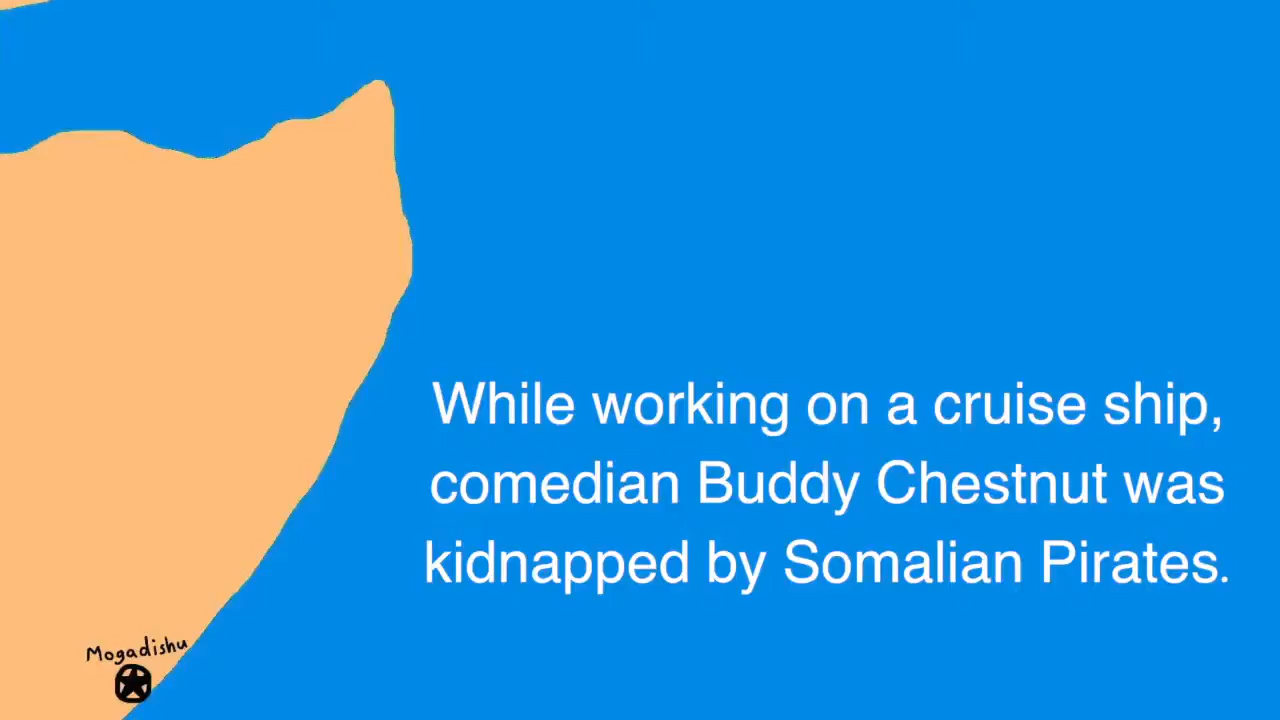 While working on a cruise ship,
comedian Buddy Chestnut was
kidnapped by Somalian Pirates.
Mogadishu